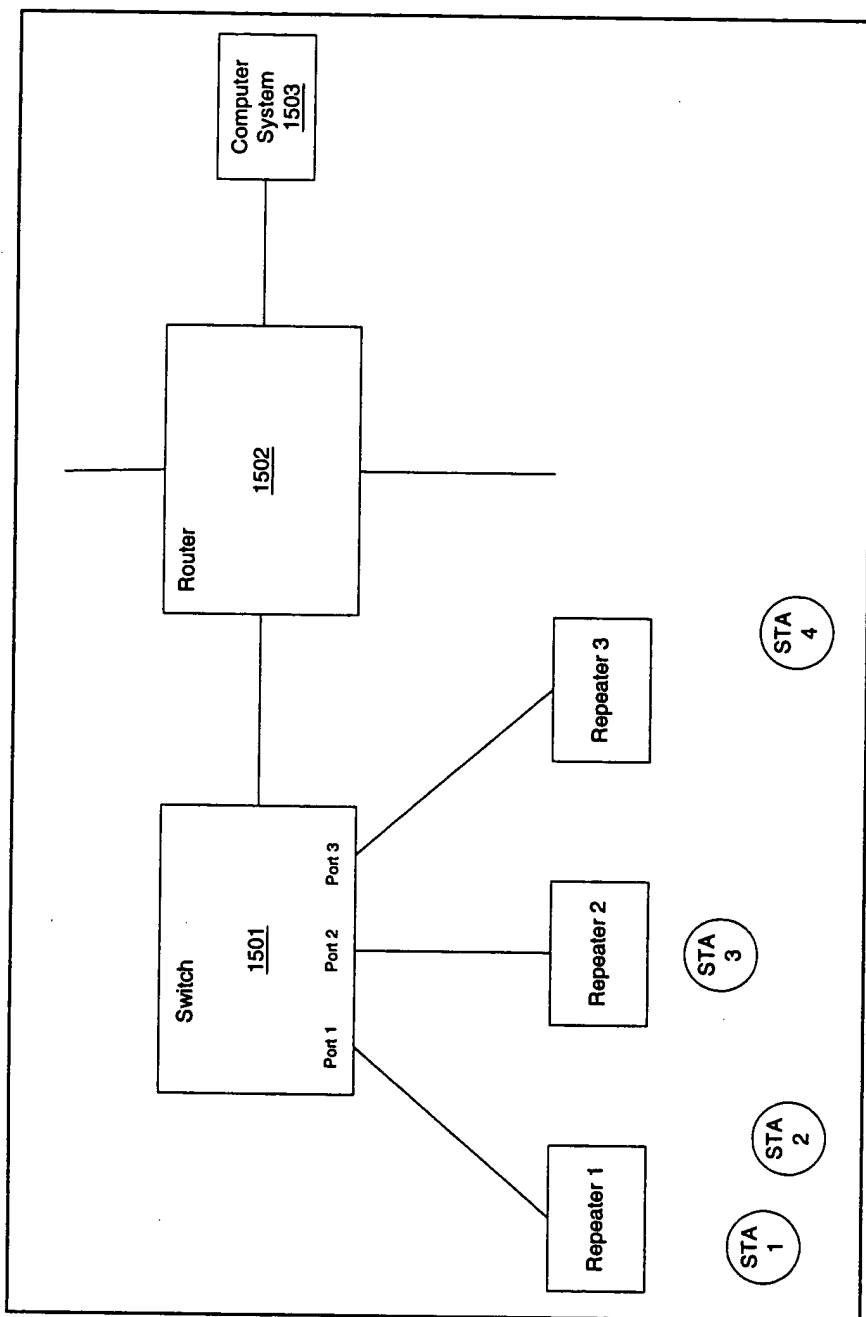 Switch
1501
Port 1
Port 2
Port 3
Router
1502
Computer
System
1503
Repeater 1
Repeater 2
Repeater 3
STA
1
STA
2
STA
3
STA
4